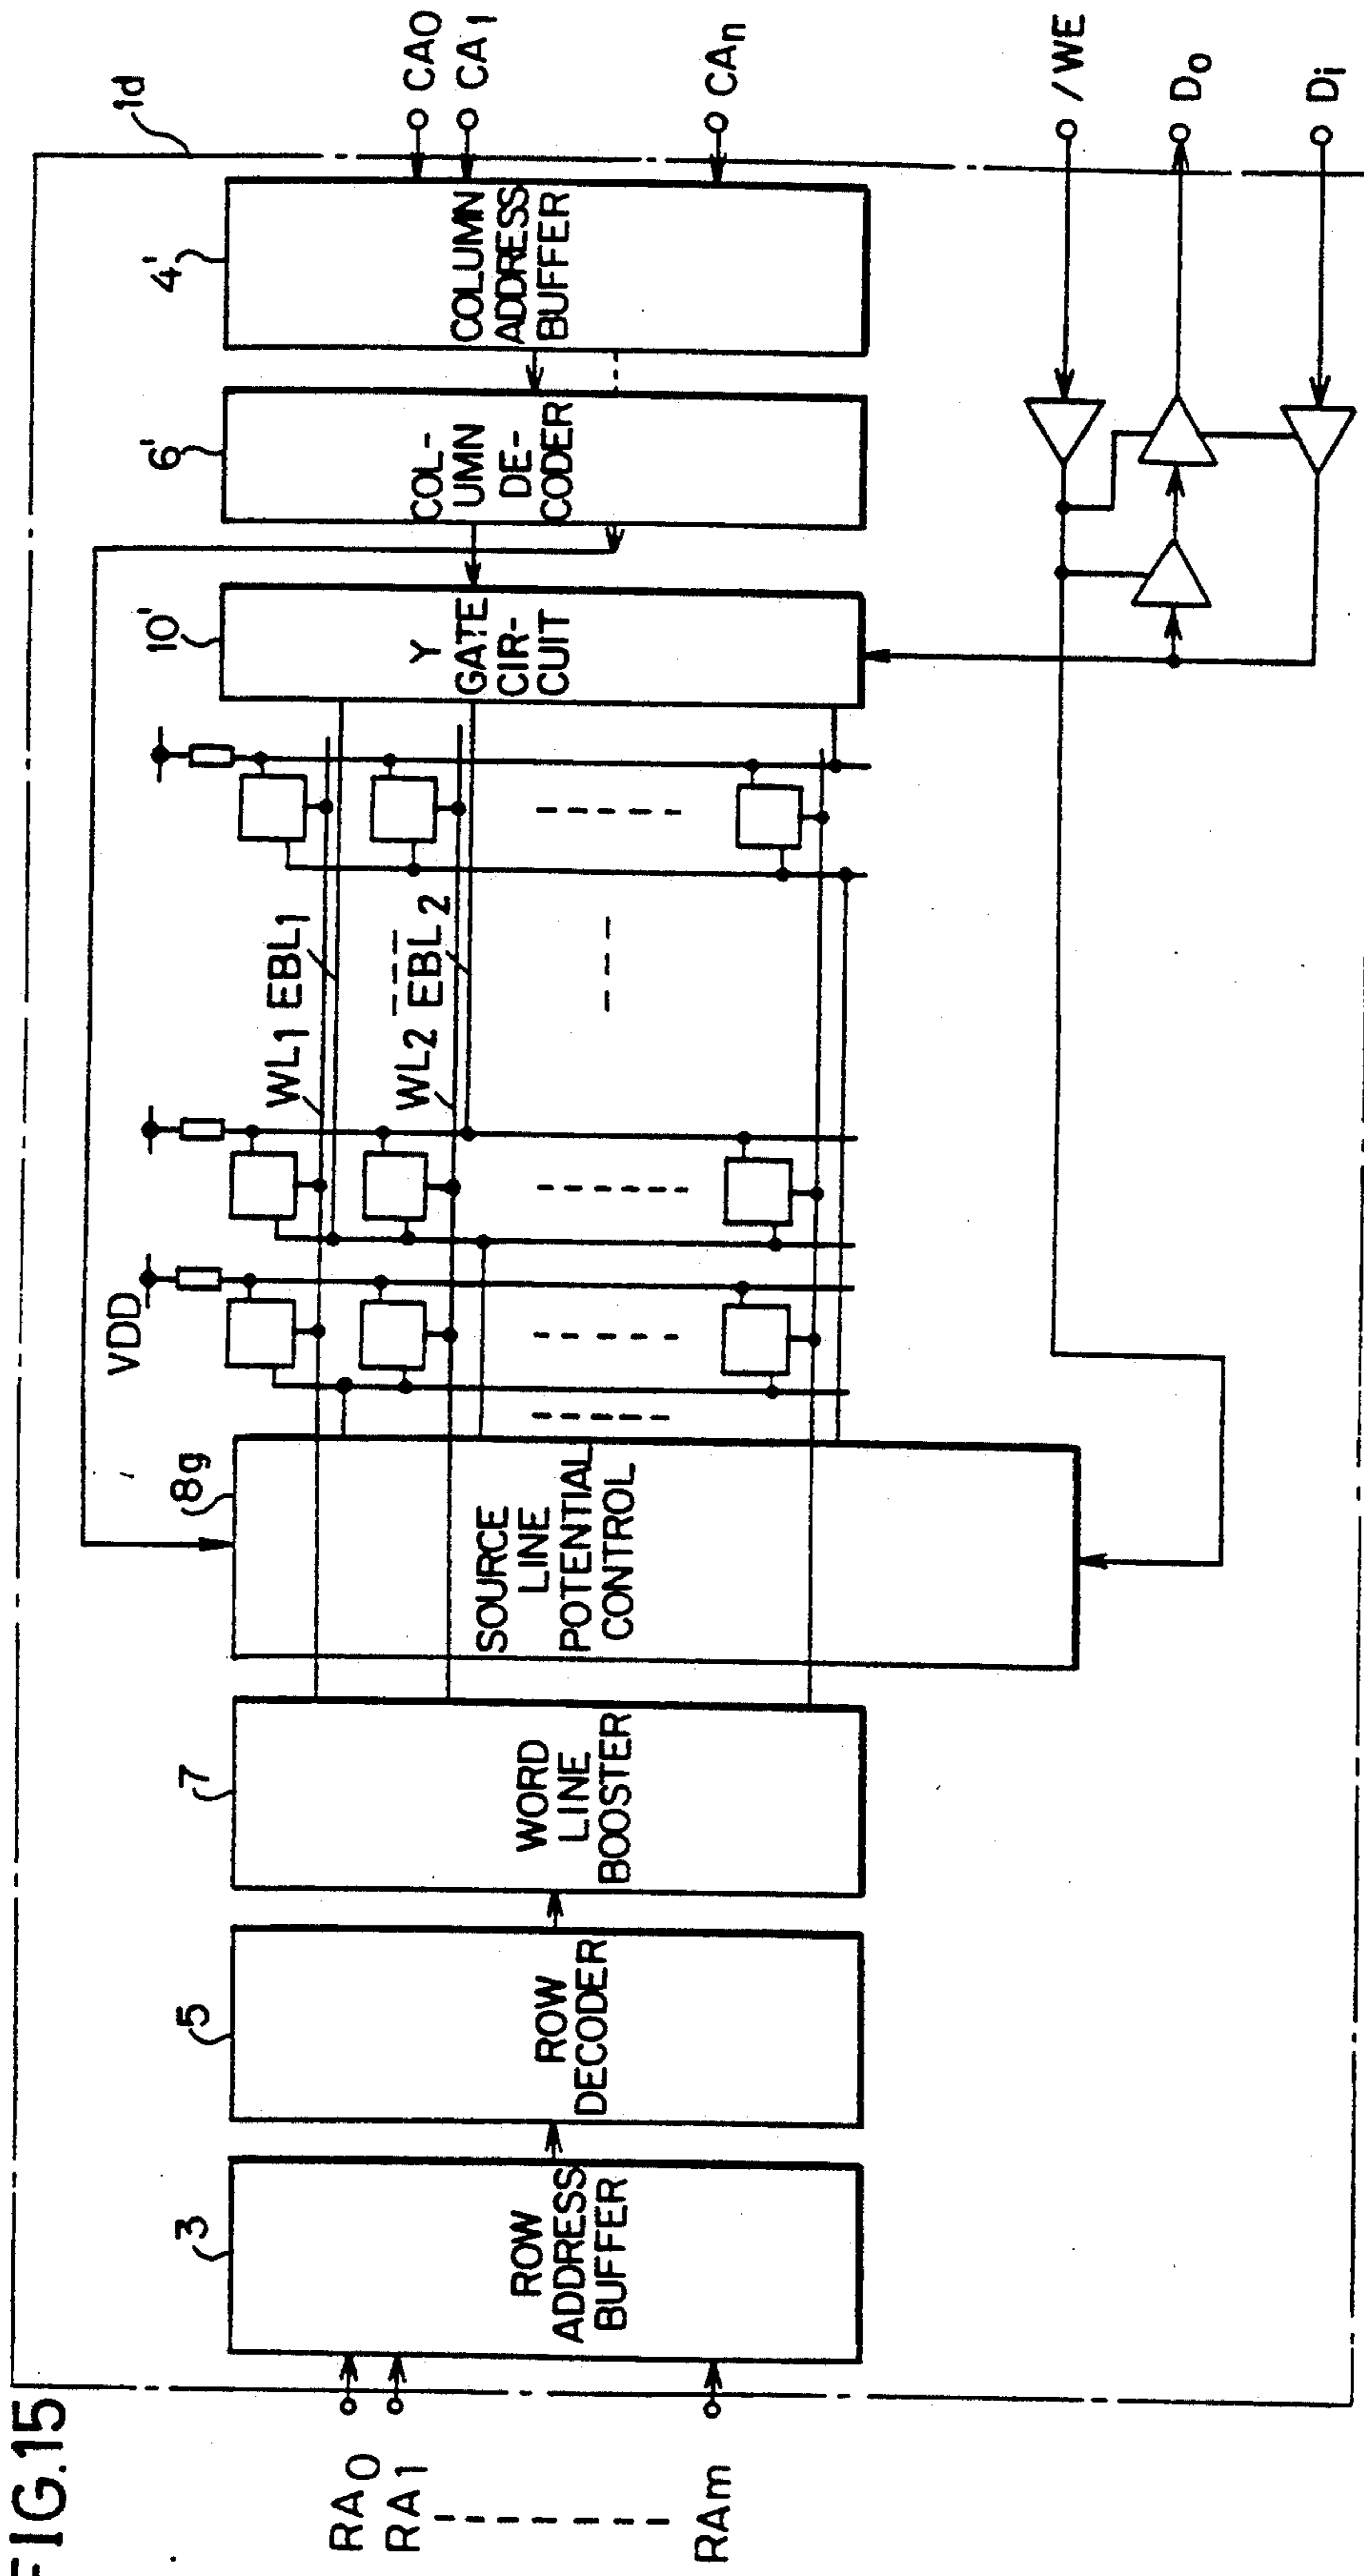 FIG.15
1d
RA0
RA1
RAm
3
ROW
ADDRESS
BUFFER
5
ROW
DECODER
7
WORD
LINE
BOOSTER
8g
SOURCE
LINE
POTENTIAL
CONTROL
VDD
WL1 EBL1
WL2 EBL2
10'
Y
GATE
CIR-
CUIT
6'
COL-
UMN
DE-
CODER
4'
COLUMN
ADDRESS
BUFFER
CA0
CA1
CAn
/WE
Do
Di